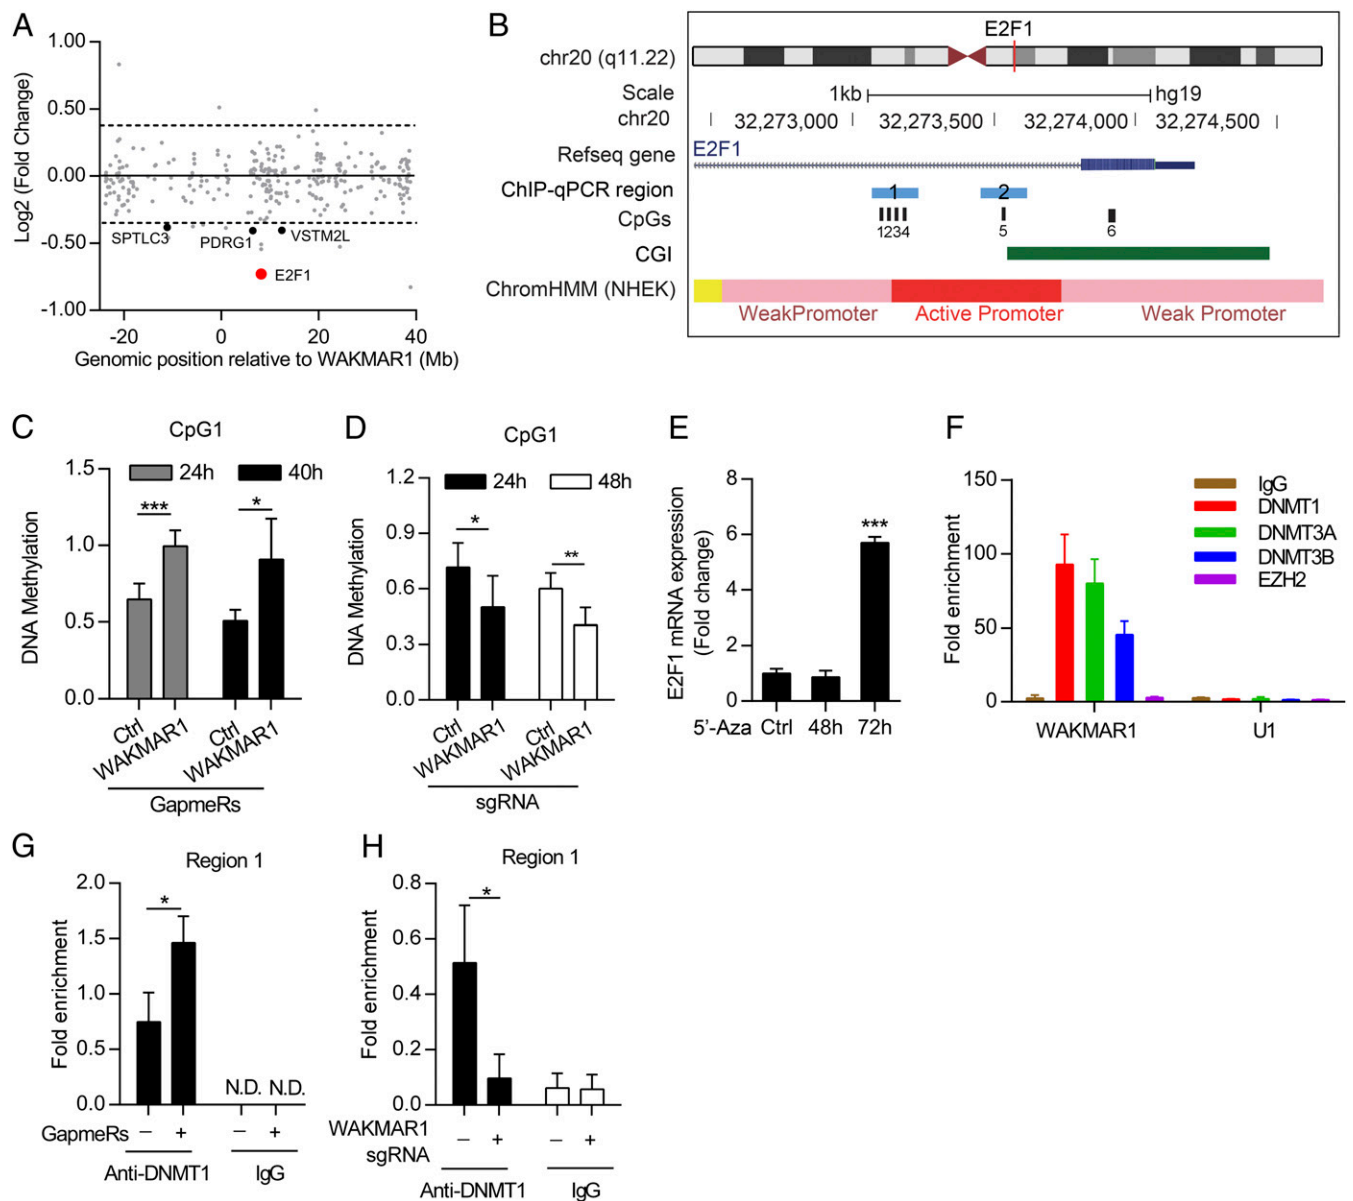 A
1.00
0.50
0.00
-0.50
-1.00
Log2 (Fold Change)
SPTLC3
PDRG1
VSTM2L
E2F1
-20 0 20 40
Genomic position relative to WAKMAR1 (Mb)
B
E2F1
chr20 (q11.22)
Scale 1kb hg19
chr20 32,273,000 32,273,500 32,274,000 32,274,500
E2F1
Refseq gene
ChIP-qPCR region 1 2
CpGs
1234 5 6
CGI
ChromHMM (NHEK)
WeakPromoter Active Promoter Weak Promoter
C
CpG1
24h 40h
1.5
1.0
0.5
0.0
DNA Methylation
*** *
Ctrl WAKMAR1 Ctrl WAKMAR1
GapmeRs
D
CpG1
24h 48h
1.2
0.9
0.6
0.3
0.0
DNA Methylation
* **
Ctrl WAKMAR1 Ctrl WAKMAR1
sgRNA
E
8
6
4
2
0
E2F1 mRNA expression
(Fold change)
***
5'-Aza Ctrl 48h 72h
F
150
100
50
0
Fold enrichment
IgG
DNMT1
DNMT3A
DNMT3B
EZH2
WAKMAR1 U1
G
Region 1
2.0
1.5
1.0
0.5
0.0
Fold enrichment
*
N.D. N.D.
GapmeRs – + – +
Anti-DNMT1 IgG
H
Region 1
0.8
0.6
0.4
0.2
0.0
Fold enrichment
*
WAKMAR1
sgRNA – + – +
Anti-DNMT1 IgG